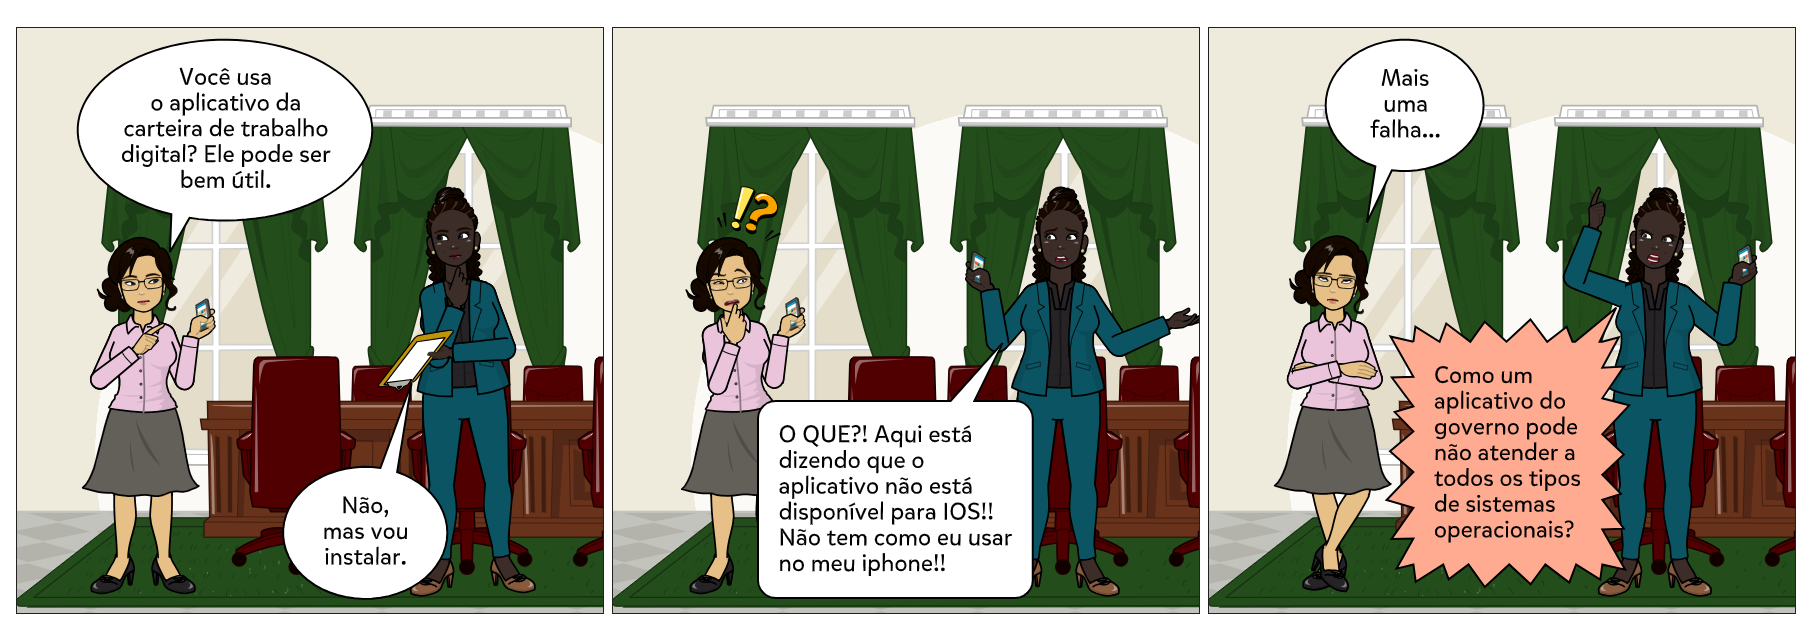 Você usa
o aplicativo da
carteira de trabalho
digital? Ele pode ser
bem útil.
Não,
mas vou
instalar.
!?
O QUE?! Aqui está
dizendo que o
aplicativo não está
disponível para IOS!!
Não tem como eu usar
no meu iphone!!
Mais
uma
falha...
Como um
aplicativo do
governo pode
não atender a
todos os tipos
de sistemas
operacionais?